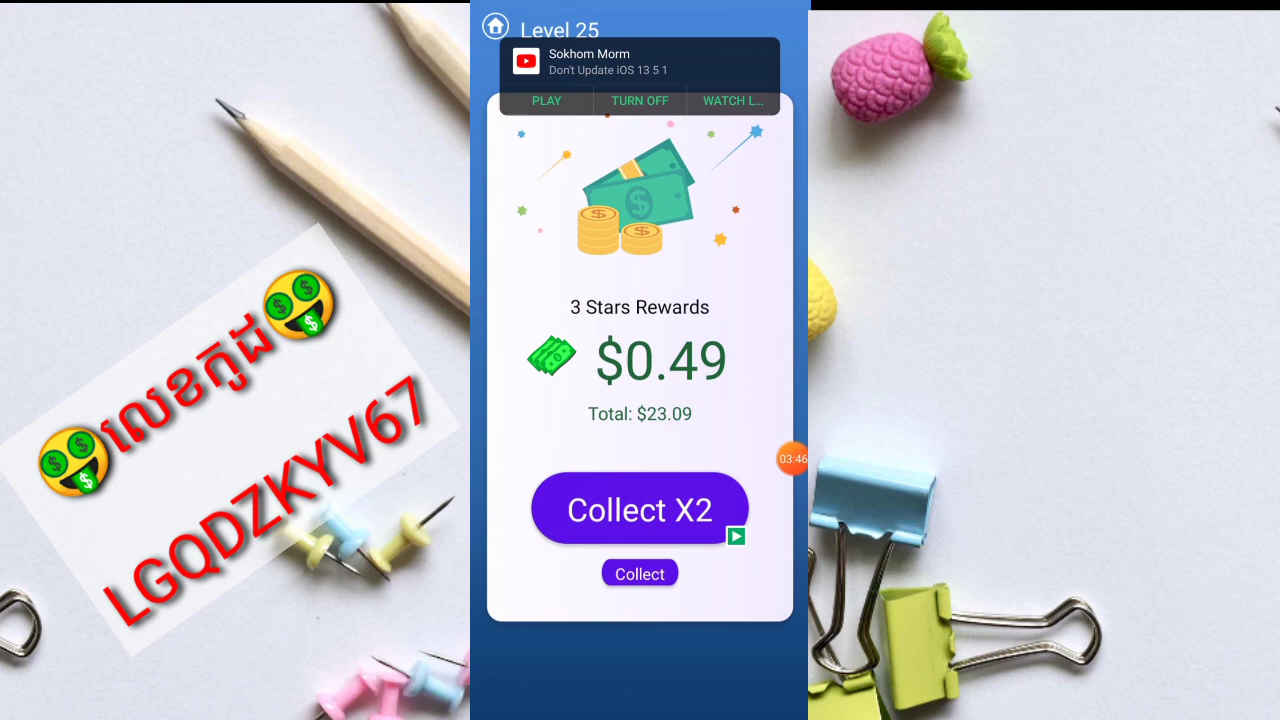 🤑លេខកូដ🤑
LGQDZKYV67
Level 25
Sokhom Morm
Don't Update iOS 13 5 1
PLAY TURN OFF WATCH L...
3 Stars Rewards
$0.49
Total: $23.09
03:46
Collect X2
Collect